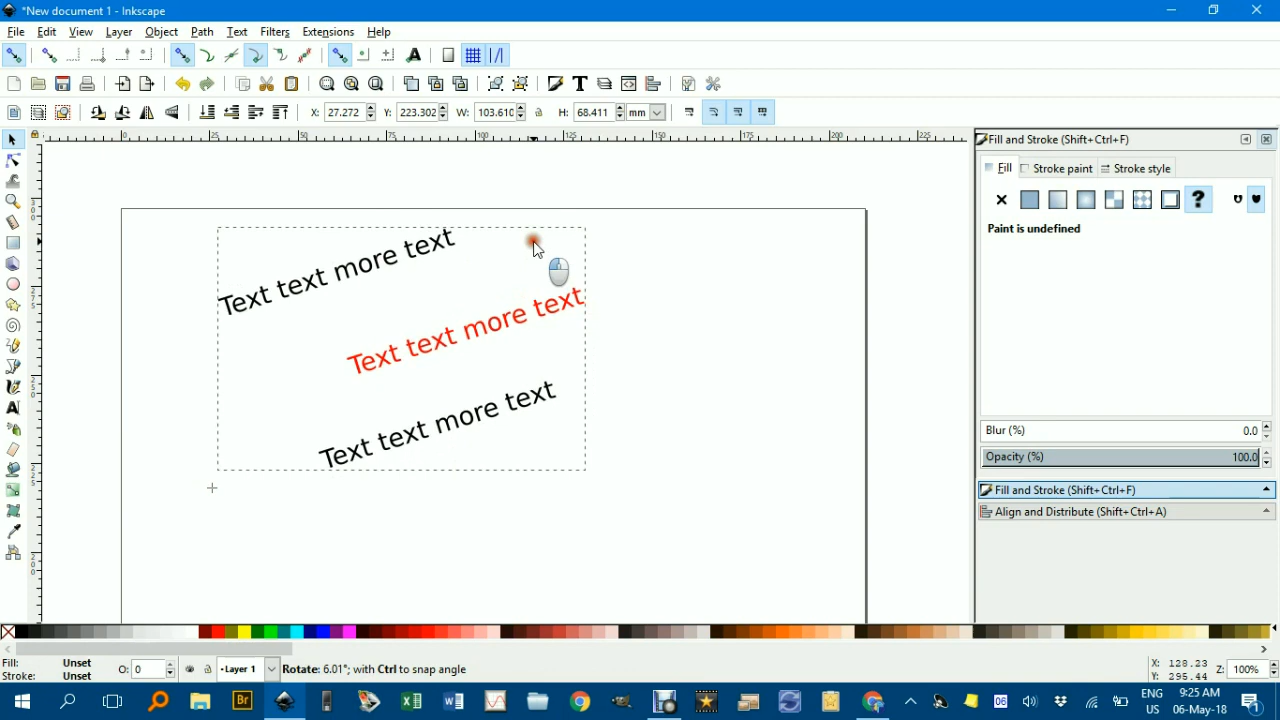 *New document 1 - Inkscape
File Edit View Layer Object Path Text Filters Extensions Help
X: 27.272 Y: 223.302 W: 103.610 H: 68.411 mm
Fill and Stroke (Shift+Ctrl+F)
Fill Stroke paint Stroke style
Paint is undefined
Text text more text
Text text more text
Text text more text
Blur (%) 0.0
Opacity (%) 100.0
Fill and Stroke (Shift+Ctrl+F)
Align and Distribute (Shift+Ctrl+A)
Fill: Unset
Stroke: Unset
O: 0
Layer 1
Rotate: 6.01°; with Ctrl to snap angle
X: 128.23
Y: 295.44
Z: 100%
Br
06
ENG
US
9:25 AM
06-May-18